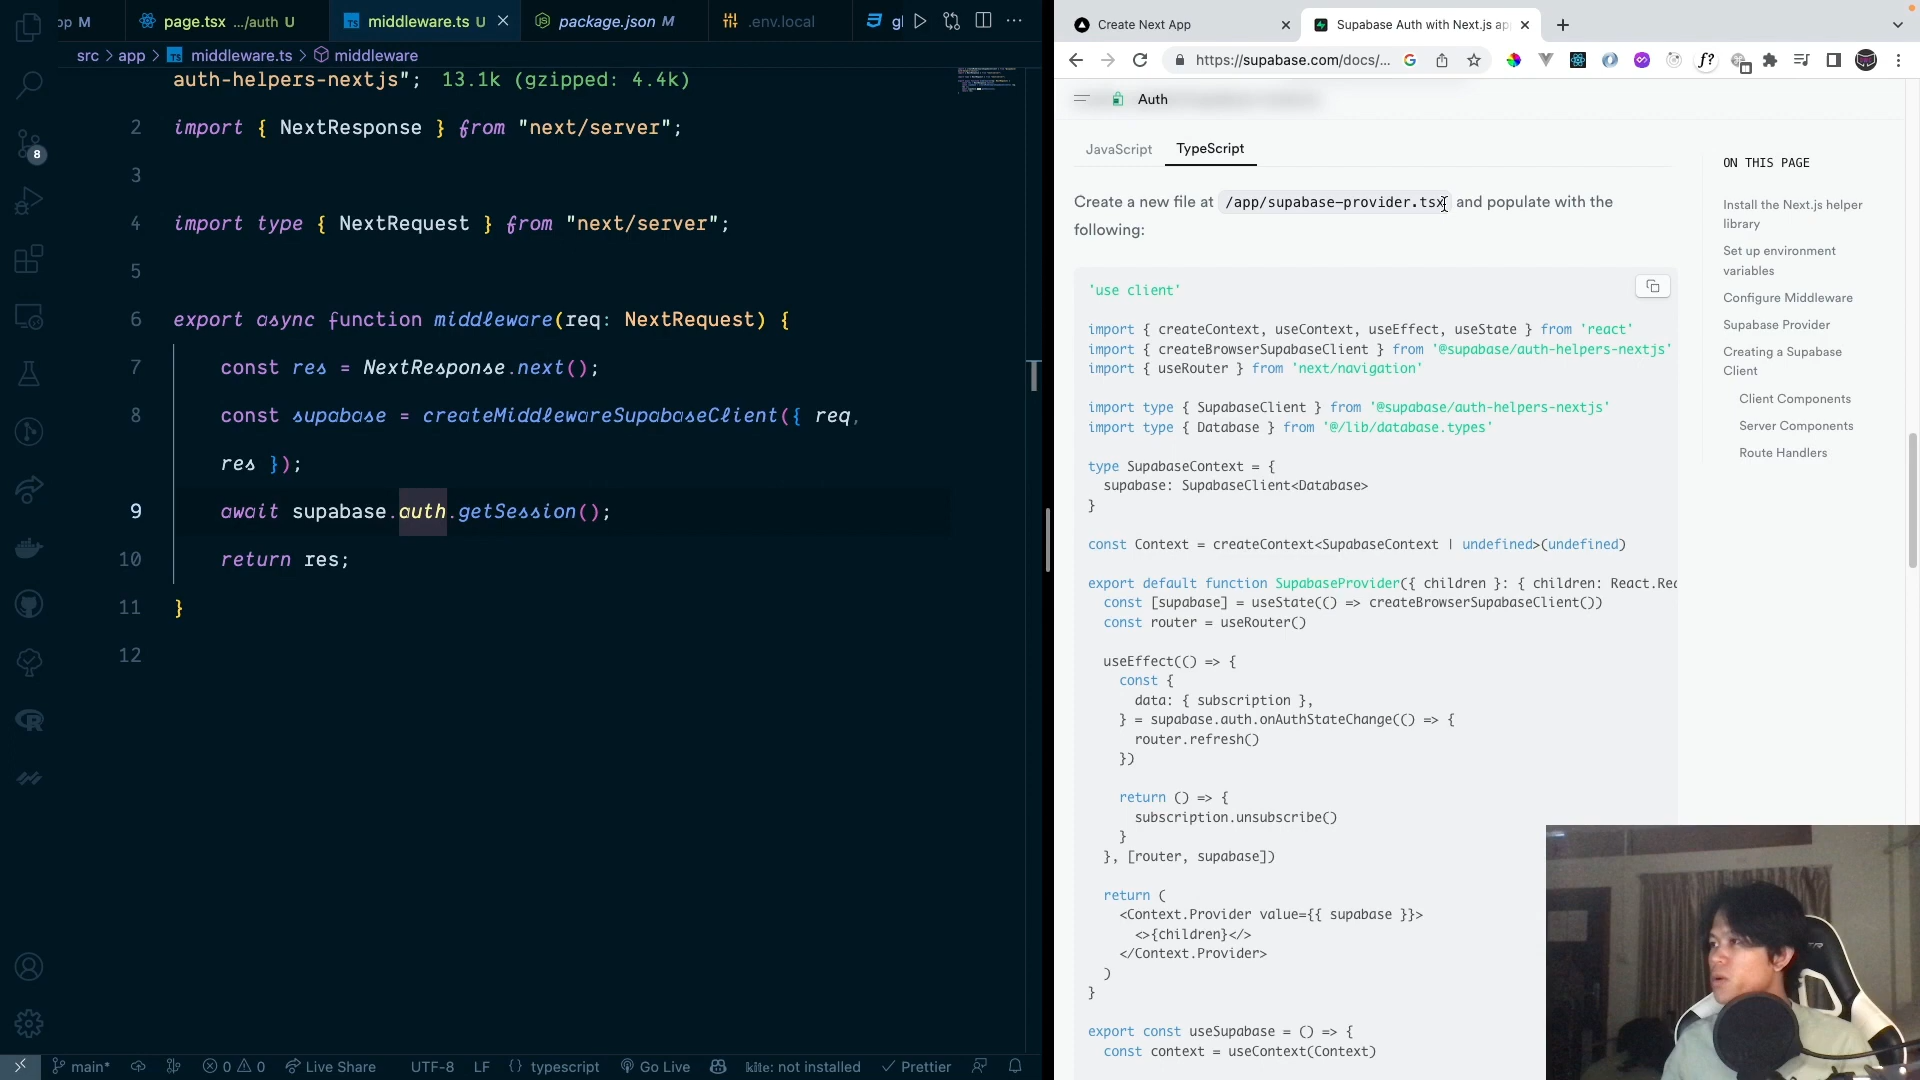 pp M
page.tsx .../auth U
middleware.ts U
package.json M
.env.local
gl
src > app > middleware.ts > middleware
auth-helpers-nextjs"; 13.1k (gzipped: 4.4k)
2 import { NextResponse } from "next/server";
3
4 import type { NextRequest } from "next/server";
5
6 export async function middleware(req: NextRequest) {
7 const res = NextResponse.next();
8 const supabase = createMiddlewareSupabaseClient({ req,
res });
9 await supabase.auth.getSession();
10 return res;
11 }
12
8
main*
0 0
Live Share
UTF-8
LF
{} typescript
Go Live
kite: not installed
Prettier
Create Next App
Supabase Auth with Next.js ap
https://supabase.com/docs/...
f?
Auth
JavaScript
TypeScript
Create a new file at /app/supabase-provider.tsx and populate with the
following:
'use client'
import { createContext, useContext, useEffect, useState } from 'react'
import { createBrowserSupabaseClient } from '@supabase/auth-helpers-nextjs'
import { useRouter } from 'next/navigation'
import type { SupabaseClient } from '@supabase/auth-helpers-nextjs'
import type { Database } from '@/lib/database.types'
type SupabaseContext = {
supabase: SupabaseClient<Database>
}
const Context = createContext<SupabaseContext | undefined>(undefined)
export default function SupabaseProvider({ children }: { children: React.Rea
const [supabase] = useState(() => createBrowserSupabaseClient())
const router = useRouter()
useEffect(() => {
const {
data: { subscription },
} = supabase.auth.onAuthStateChange(() => {
router.refresh()
})
return () => {
subscription.unsubscribe()
}
}, [router, supabase])
return (
<Context.Provider value={{ supabase }}>
<>{children}</>
</Context.Provider>
)
}
export const useSupabase = () => {
const context = useContext(Context)
ON THIS PAGE
Install the Next.js helper
library
Set up environment
variables
Configure Middleware
Supabase Provider
Creating a Supabase
Client
Client Components
Server Components
Route Handlers